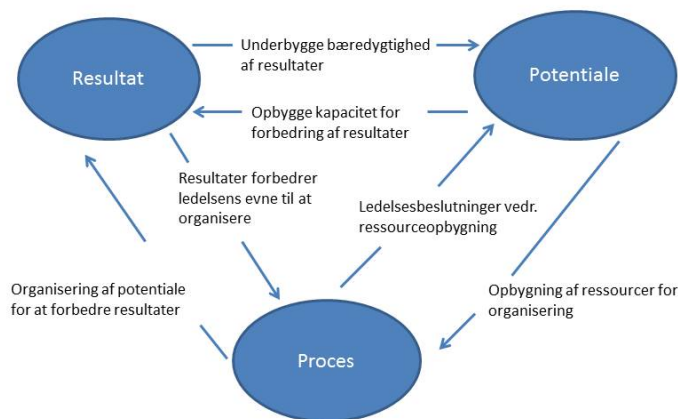 Resultat
Underbygge bæredygtighed
af resultater
Potentiale
Opbygge kapacitet for
forbedring af resultater
Resultater forbedrer
ledelsens evne til at
organisere
Ledelsesbeslutninger vedr.
ressourceopbygning
Organisering af potentiale
for at forbedre resultater
Opbygning af ressourcer for
organisering
Proces